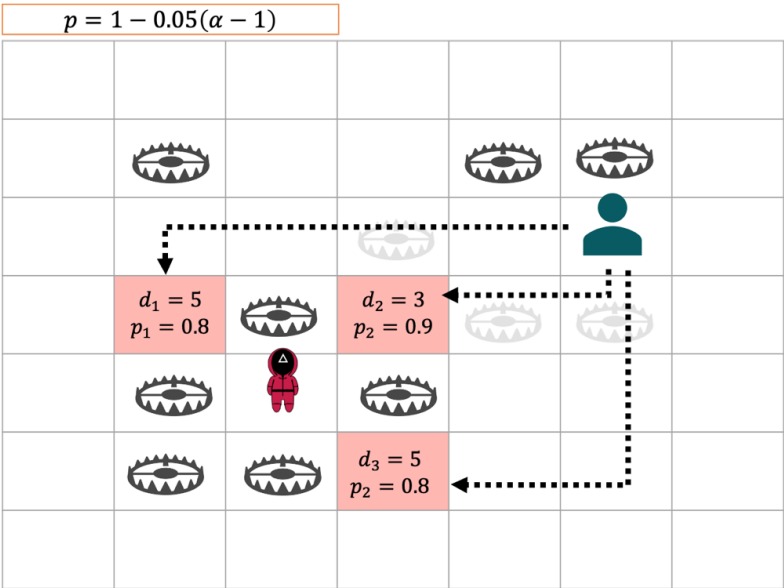 p = 1 − 0.05(α − 1)
d₁ = 5
p₁ = 0.8
d₂ = 3
p₂ = 0.9
d₃ = 5
p₂ = 0.8